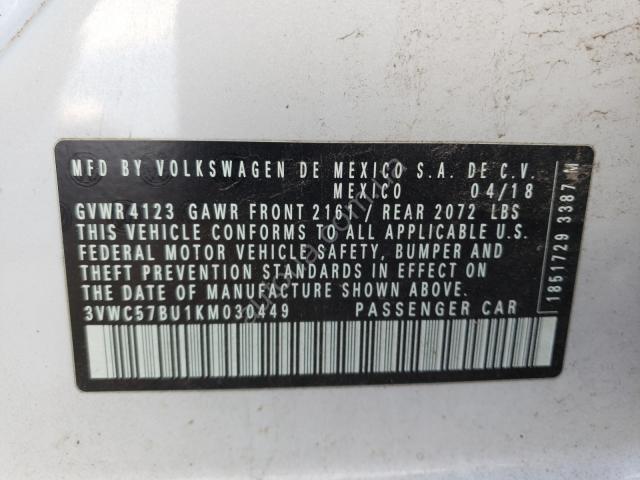 MFD BY VOLKSWAGEN DE MEXICO S.A. DE C.V.
MEXICO 04/18
GVWR 4123 GAWR FRONT 2161 / REAR 2072 LBS
THIS VEHICLE CONFORMS TO ALL APPLICABLE U.S.
FEDERAL MOTOR VEHICLE SAFETY, BUMPER AND
THEFT PREVENTION STANDARDS IN EFFECT ON
THE DATE OF MANUFACTURE SHOWN ABOVE.
3VWC57BU1KM030449 PASSENGER CAR
1851729 3387 M